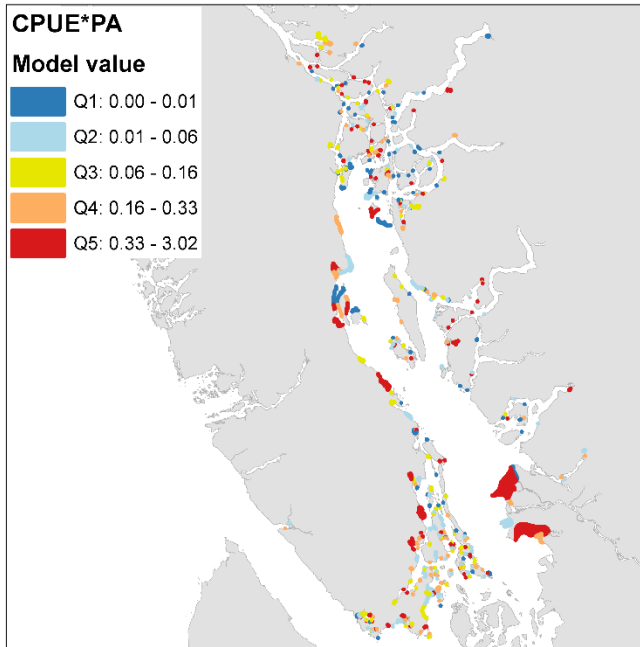 CPUE*PA
Model value
Q1: 0.00 - 0.01
Q2: 0.01 - 0.06
Q3: 0.06 - 0.16
Q4: 0.16 - 0.33
Q5: 0.33 - 3.02